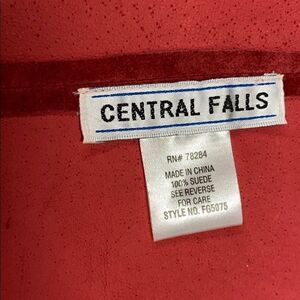 CENTRAL FALLS
RN# 78284
MADE IN CHINA
100% SUEDE
SEE REVERSE
FOR CARE
STYLE NO. FG5075